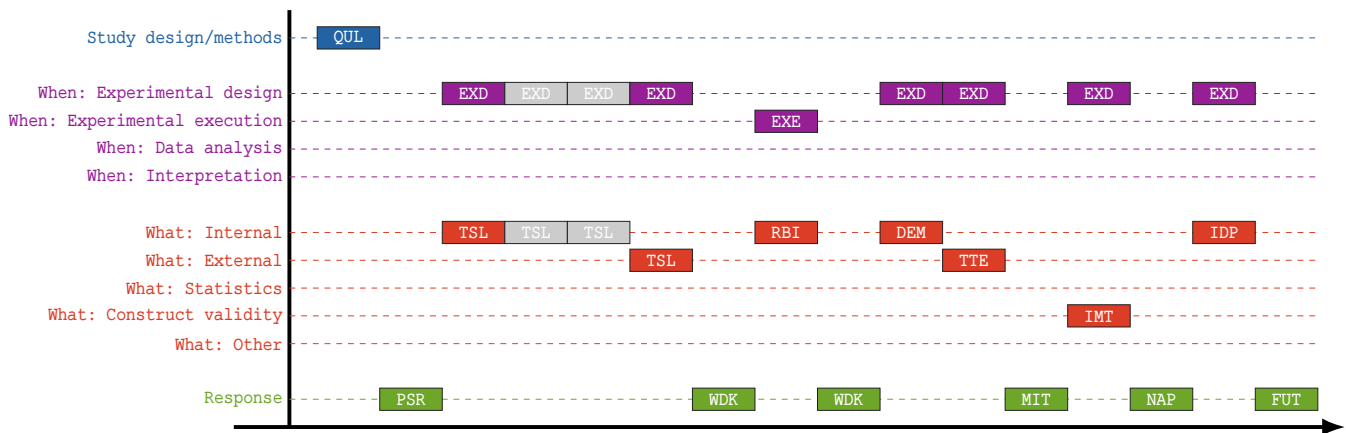 Study design/methods QUL
When: Experimental design EXD EXD EXD EXD EXD EXD EXD EXD
When: Experimental execution EXE
When: Data analysis
When: Interpretation
What: Internal TSL TSL TSL RBI DEM IDP
What: External TSL TTE
What: Statistics
What: Construct validity IMT
What: Other
Response PSR WDK WDK MIT NAP FUT